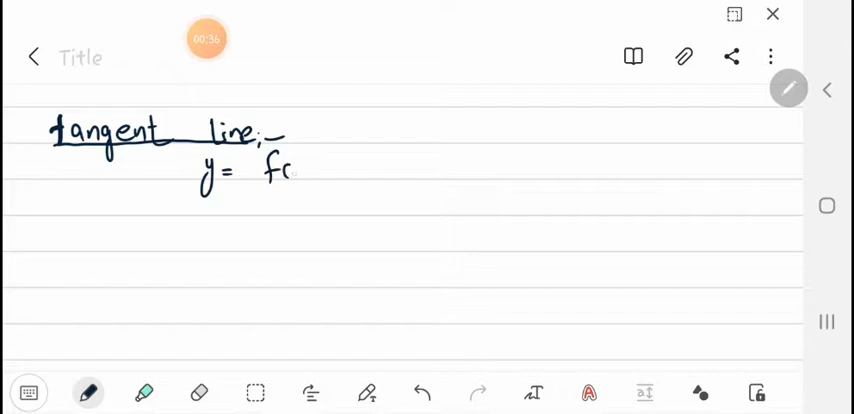 00:36
Title
tangent line:-
y= f(